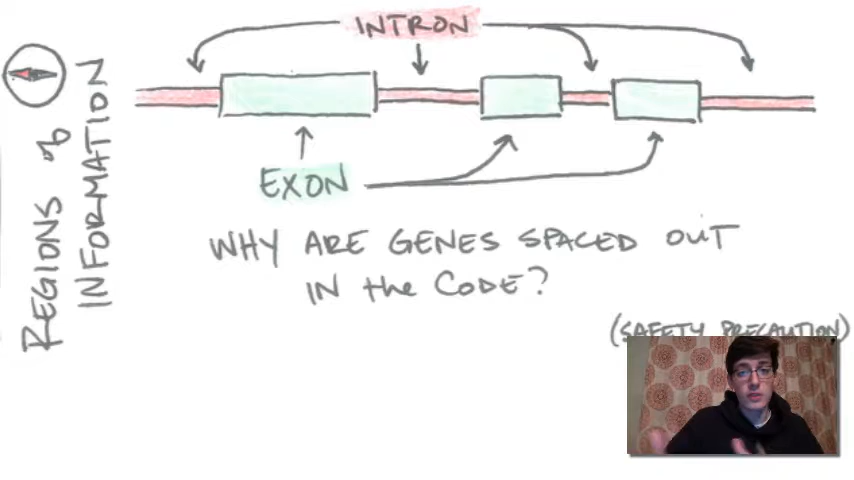 INTRON
REGIONS of
INFORMATION
EXON
WHY ARE GENES SPACED OUT
IN the CODE?
(SAFETY PRECAUTION)